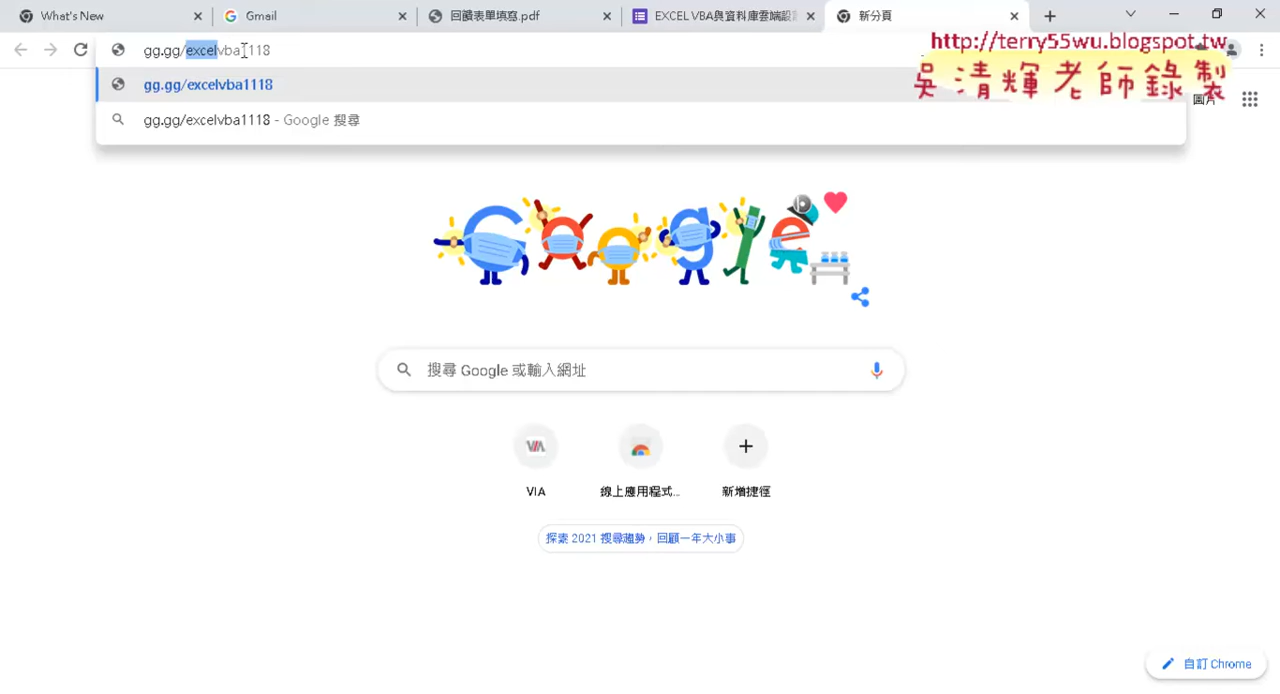 What's New
Gmail
回饋表單填寫.pdf
EXCEL VBA與資料庫雲端設計
新分頁
gg.gg/excelvba1118
http://terry55wu.blogspot.tw
吳清輝老師錄製
gg.gg/excelvba1118
圖片
gg.gg/excelvba1118 - Google 搜尋
Google
搜尋 Google 或輸入網址
VIA
VIA
線上應用程式...
新增捷徑
探索 2021 搜尋趨勢，回顧一年大小事
自訂 Chrome